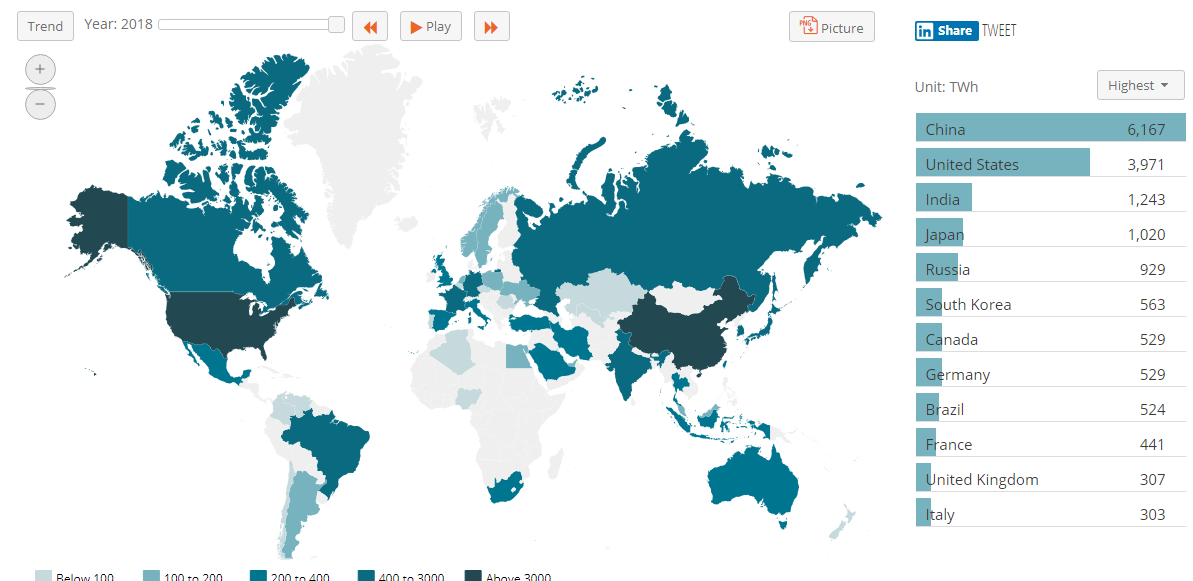 Trend
Year: 2018
Play
PNG
Picture
+
−
in Share
TWEET
Unit: TWh
Highest
China 6,167
United States 3,971
India 1,243
Japan 1,020
Russia 929
South Korea 563
Canada 529
Germany 529
Brazil 524
France 441
United Kingdom 307
Italy 303
Below 100
100 to 200
200 to 400
400 to 3000
Above 3000